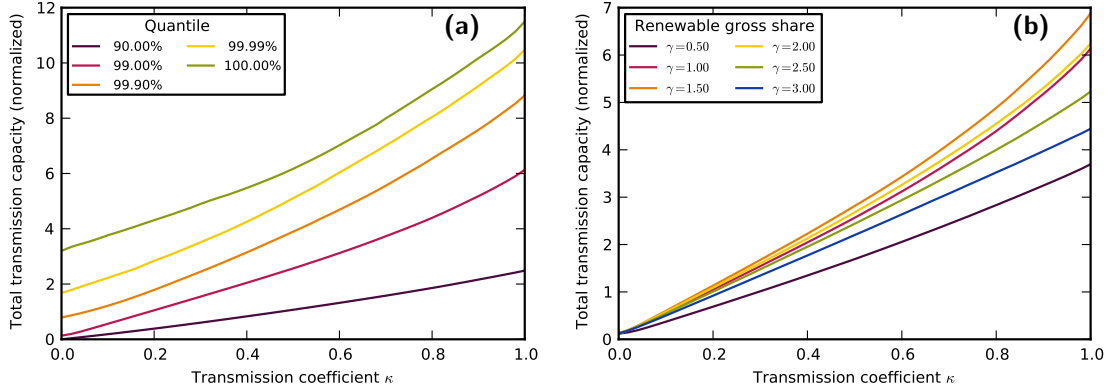 (a)
Quantile
90.00%
99.00%
99.90%
99.99%
100.00%
Total transmission capacity (normalized)
12
10
8
6
4
2
0
0.0 0.2 0.4 0.6 0.8 1.0
Transmission coefficient κ
(b)
Renewable gross share
γ=0.50
γ=1.00
γ=1.50
γ=2.00
γ=2.50
γ=3.00
Total transmission capacity (normalized)
7
6
5
4
3
2
1
0
0.0 0.2 0.4 0.6 0.8 1.0
Transmission coefficient κ